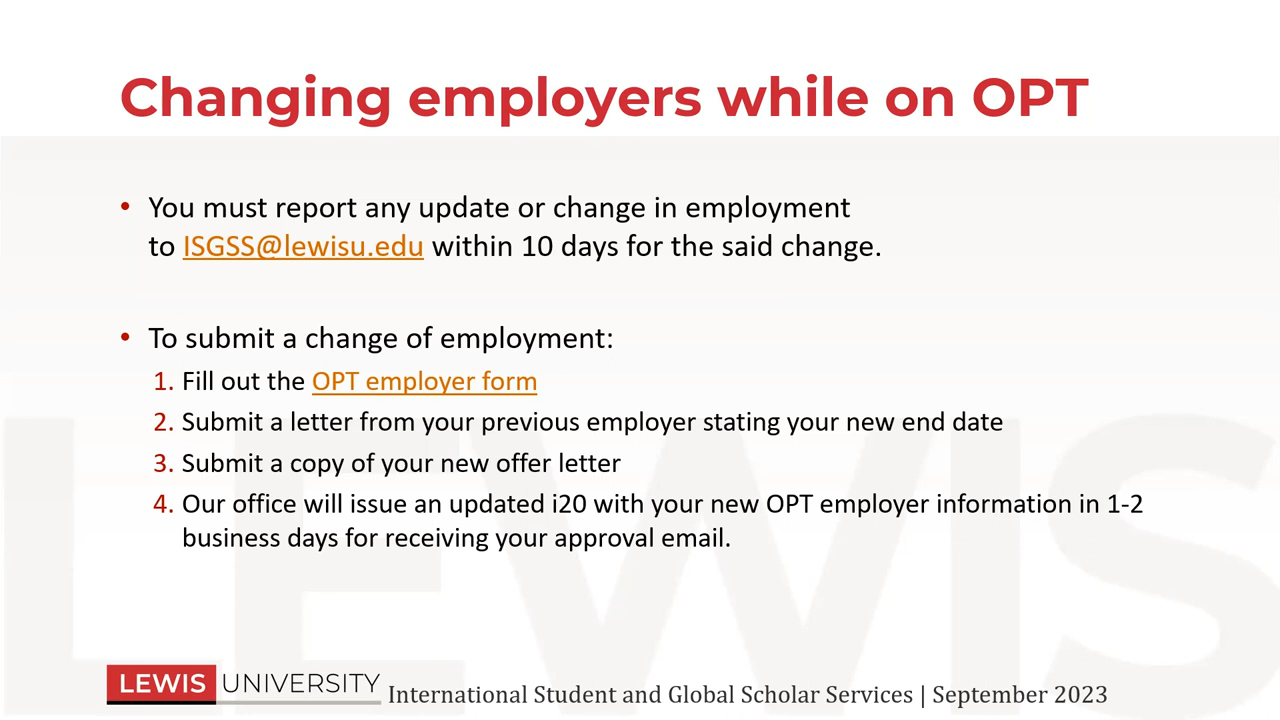 Changing employers while on OPT
• You must report any update or change in employment
to ISGSS@lewisu.edu within 10 days for the said change.
• To submit a change of employment:
1. Fill out the OPT employer form
2. Submit a letter from your previous employer stating your new end date
3. Submit a copy of your new offer letter
4. Our office will issue an updated i20 with your new OPT employer information in 1-2
business days for receiving your approval email.
LEWIS
LEWIS UNIVERSITY International Student and Global Scholar Services | September 2023